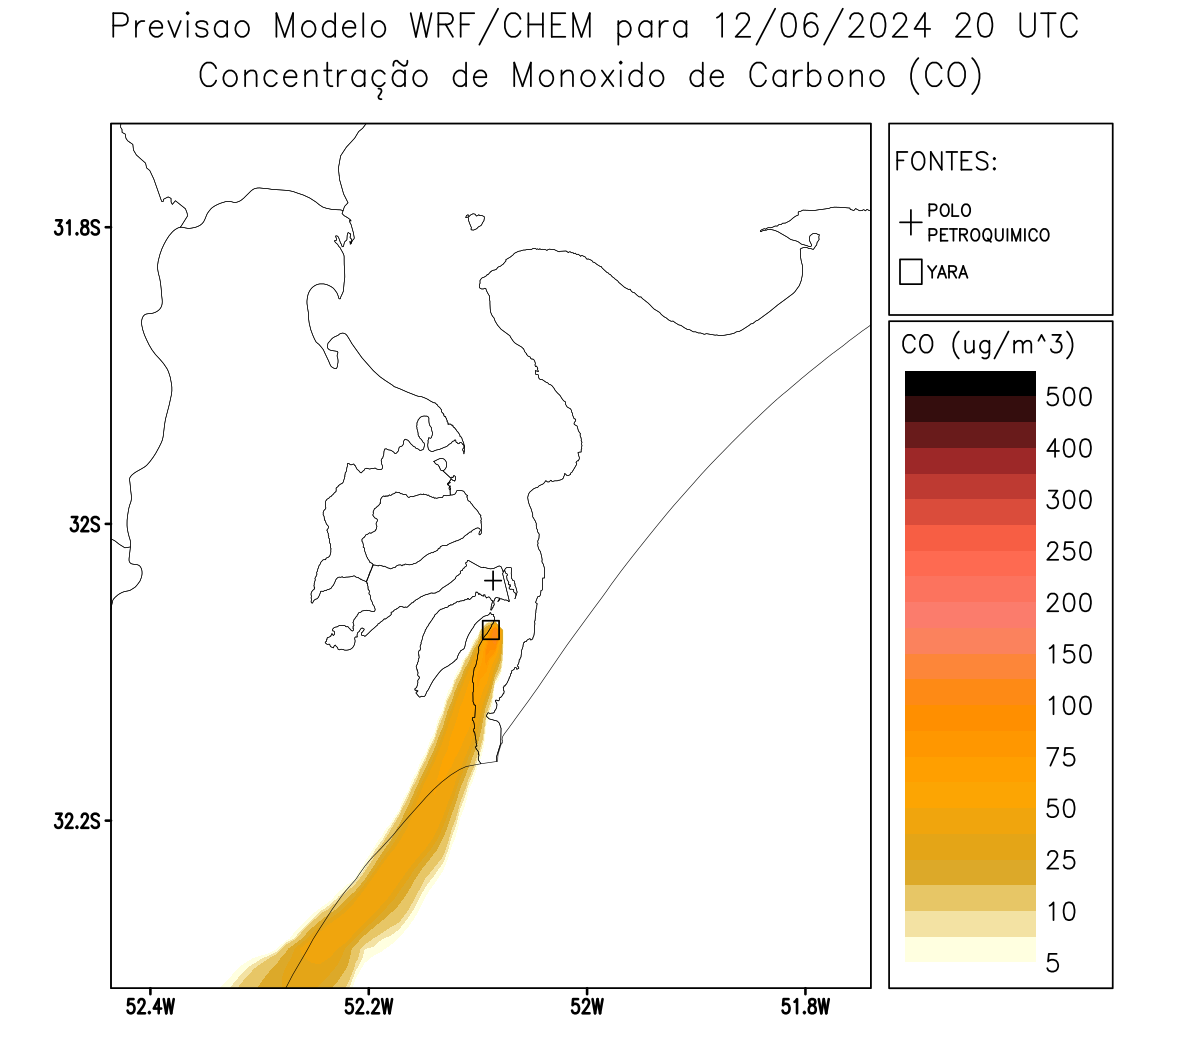 Previsao Modelo WRF/CHEM para 12/06/2024 20 UTC
Concentração de Monoxido de Carbono (CO)
FONTES:
POLO
PETROQUIMICO
YARA
CO (ug/m^3)
500
400
300
250
200
150
100
75
50
25
10
5
31.8S
32S
32.2S
52.4W
52.2W
52W
51.8W